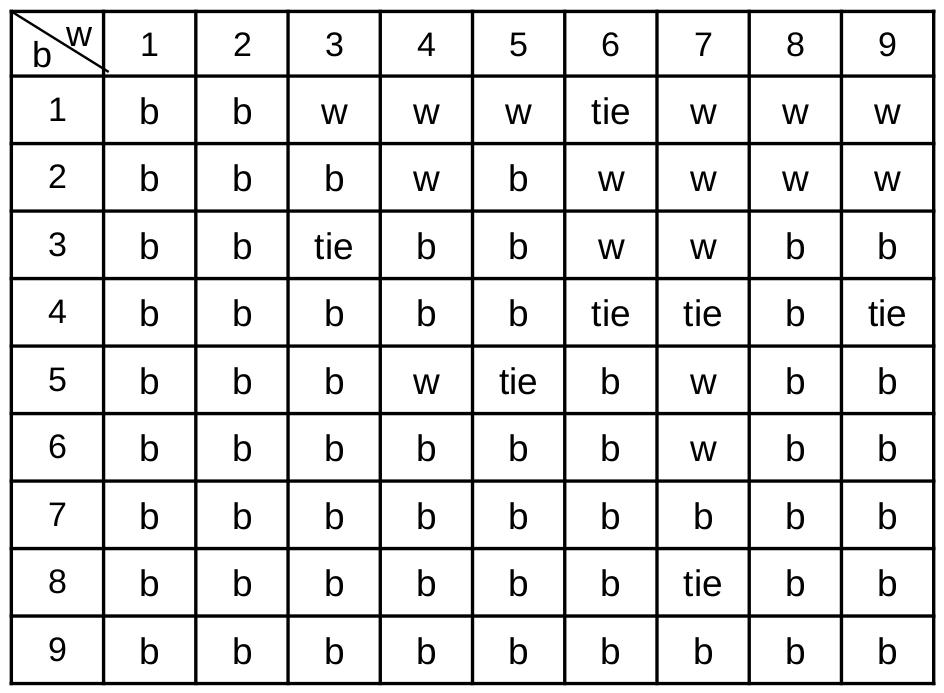 b w 1 2 3 4 5 6 7 8 9
1 b b w w w tie w w w
2 b b b w b w w w w
3 b b tie b b w w b b
4 b b b b b tie tie b tie
5 b b b w tie b w b b
6 b b b b b b w b b
7 b b b b b b b b b
8 b b b b b b tie b b
9 b b b b b b b b b